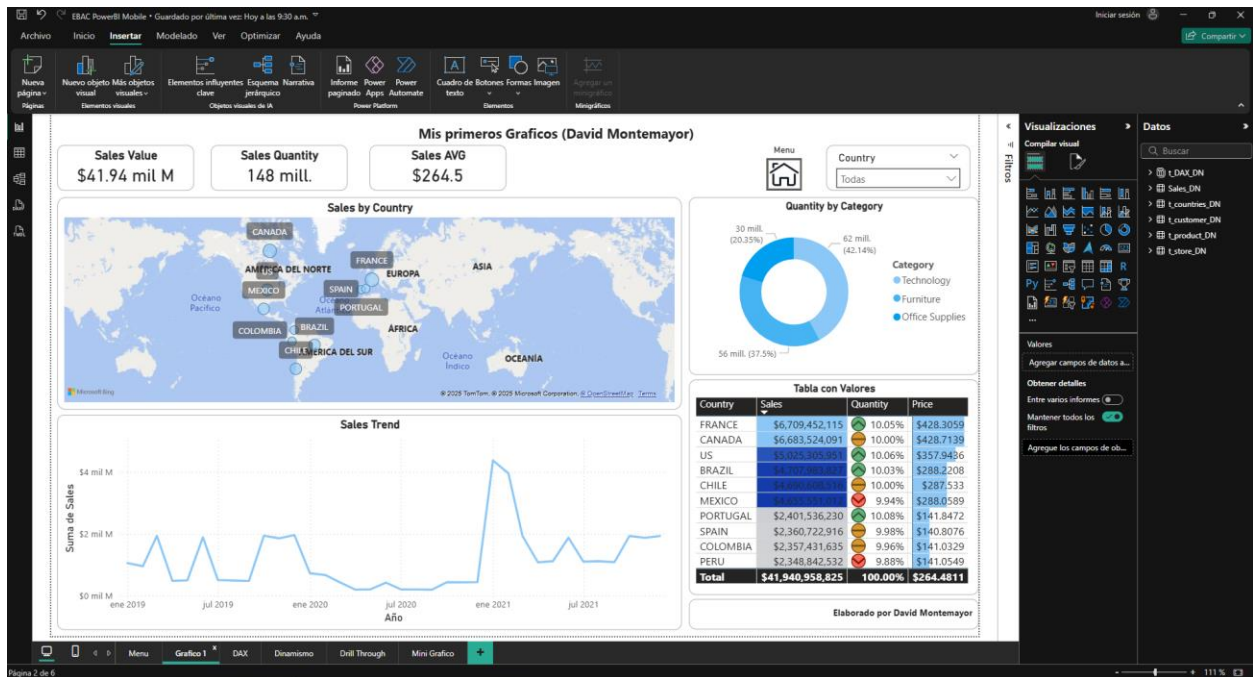 EBAC PowerBI Mobile • Guardado por última vez: Hoy a las 9:30 a.m.
Iniciar sesión
Archivo Inicio Insertar Modelado Ver Optimizar Ayuda
Compartir
Nueva página
Nuevo objeto visual
Más objetos visuales
Elementos influyentes clave
Esquema jerárquico
Narrativa
Informe paginado
Power Apps
Power Automate
Cuadro de texto
Botones
Formas
Imagen
Agregar un minigráfico
Páginas
Elementos visuales
Objetos visuales de IA
Power Platform
Elementos
Minigráficos
Mis primeros Graficos (David Montemayor)
Sales Value
$41.94 mil M
Sales Quantity
148 mill.
Sales AVG
$264.5
Menu
Country
Todas
Sales by Country
CANADA
AMÉRICA DEL NORTE
FRANCE
EUROPA
ASIA
MEXICO
SPAIN
Océano Pacífico
PORTUGAL
COLOMBIA
BRAZIL
ÁFRICA
AMÉRICA DEL SUR
Océano Índico
OCEANÍA
Microsoft Bing
© 2025 TomTom, © 2025 Microsoft Corporation, © OpenStreetMap Terms
Quantity by Category
30 mill. (20.35%)
62 mill. (42.14%)
56 mill. (37.5%)
Category
Technology
Furniture
Office Supplies
Sales Trend
Suma de Sales
$4 mil M
$2 mil M
$0 mil M
ene 2019 jul 2019 ene 2020 jul 2020 ene 2021 jul 2021
Año
Tabla con Valores
Country Sales Quantity Price
FRANCE $6,709,452,115 10.05% $428.3059
CANADA $6,683,524,091 10.00% $428.7139
US 10.06% $357.9436
BRAZIL 10.03% $288.2208
CHILE 10.00% $287.533
MEXICO 9.94% $288.0589
PORTUGAL $2,401,536,230 10.08% $141.8472
SPAIN $2,360,722,916 9.98% $140.8076
COLOMBIA $2,357,431,635 9.96% $141.0329
PERU $2,348,842,532 9.88% $141.0549
Total $41,940,958,825 100.00% $264.4811
Elaborado por David Montemayor
Filtros
Visualizaciones
Compilar visual
Valores
Agregar campos de datos a...
Obtener detalles
Entre varios informes
Mantener todos los filtros
Agregue los campos de ob...
Datos
Buscar
t_DAX_DN
Sales_DN
t_countries_DN
t_customer_DN
t_product_DN
t_store_DN
Menu Grafico 1 DAX Dinamismo Drill Through Mini Grafico
Página 2 de 6
111 %